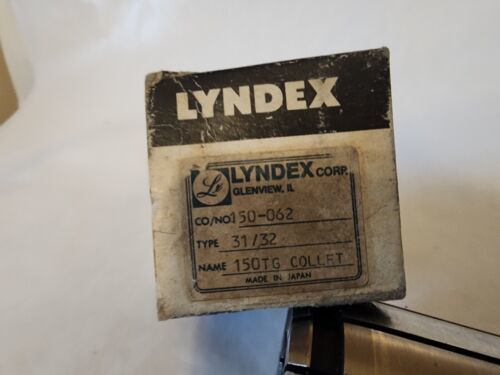 LYNDEX
LYNDEX CORP.
GLENVIEW, IL
CO/NO 150-062
TYPE 31/32
NAME 150TG COLLET
MADE IN JAPAN